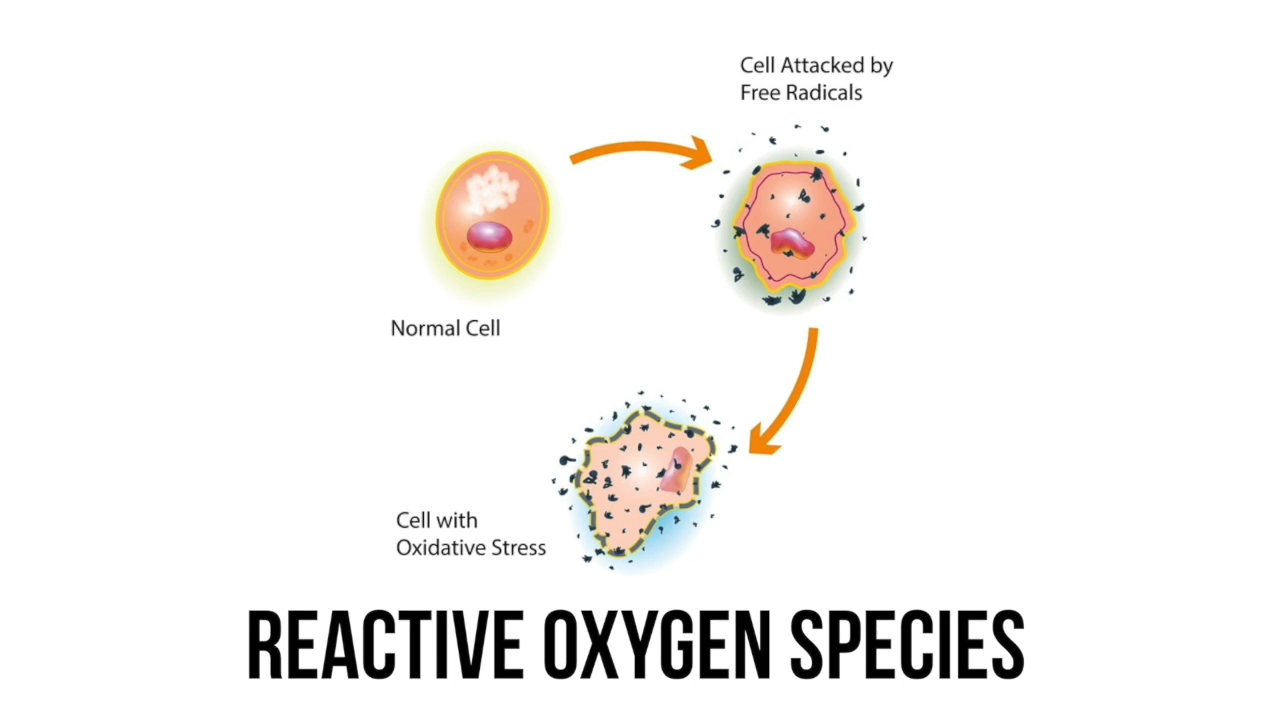 Cell Attacked by
Free Radicals
Normal Cell
Cell with
Oxidative Stress
REACTIVE OXYGEN SPECIES